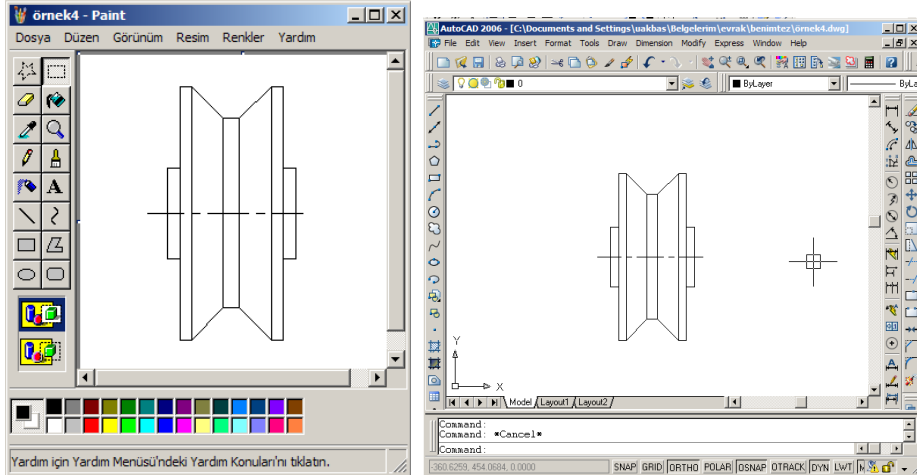 örnek4 - Paint
Dosya Düzen Görünüm Resim Renkler Yardım
A
Yardım için Yardım Menüsü'ndeki Yardım Konuları'nı tıklatın.
AutoCAD 2006 - [C:\Documents and Settings\uakbas\Belgelerim\evrak\benimtez\örnek4.dwg]
File Edit View Insert Format Tools Draw Dimension Modify Express Window Help
0 ByLayer ByLa
Y
X
Model Layout1 Layout2
Command:
Command: *Cancel*
Command:
-360.6259, 454.0684, 0.0000 SNAP GRID ORTHO POLAR OSNAP OTRACK DYN LWT M